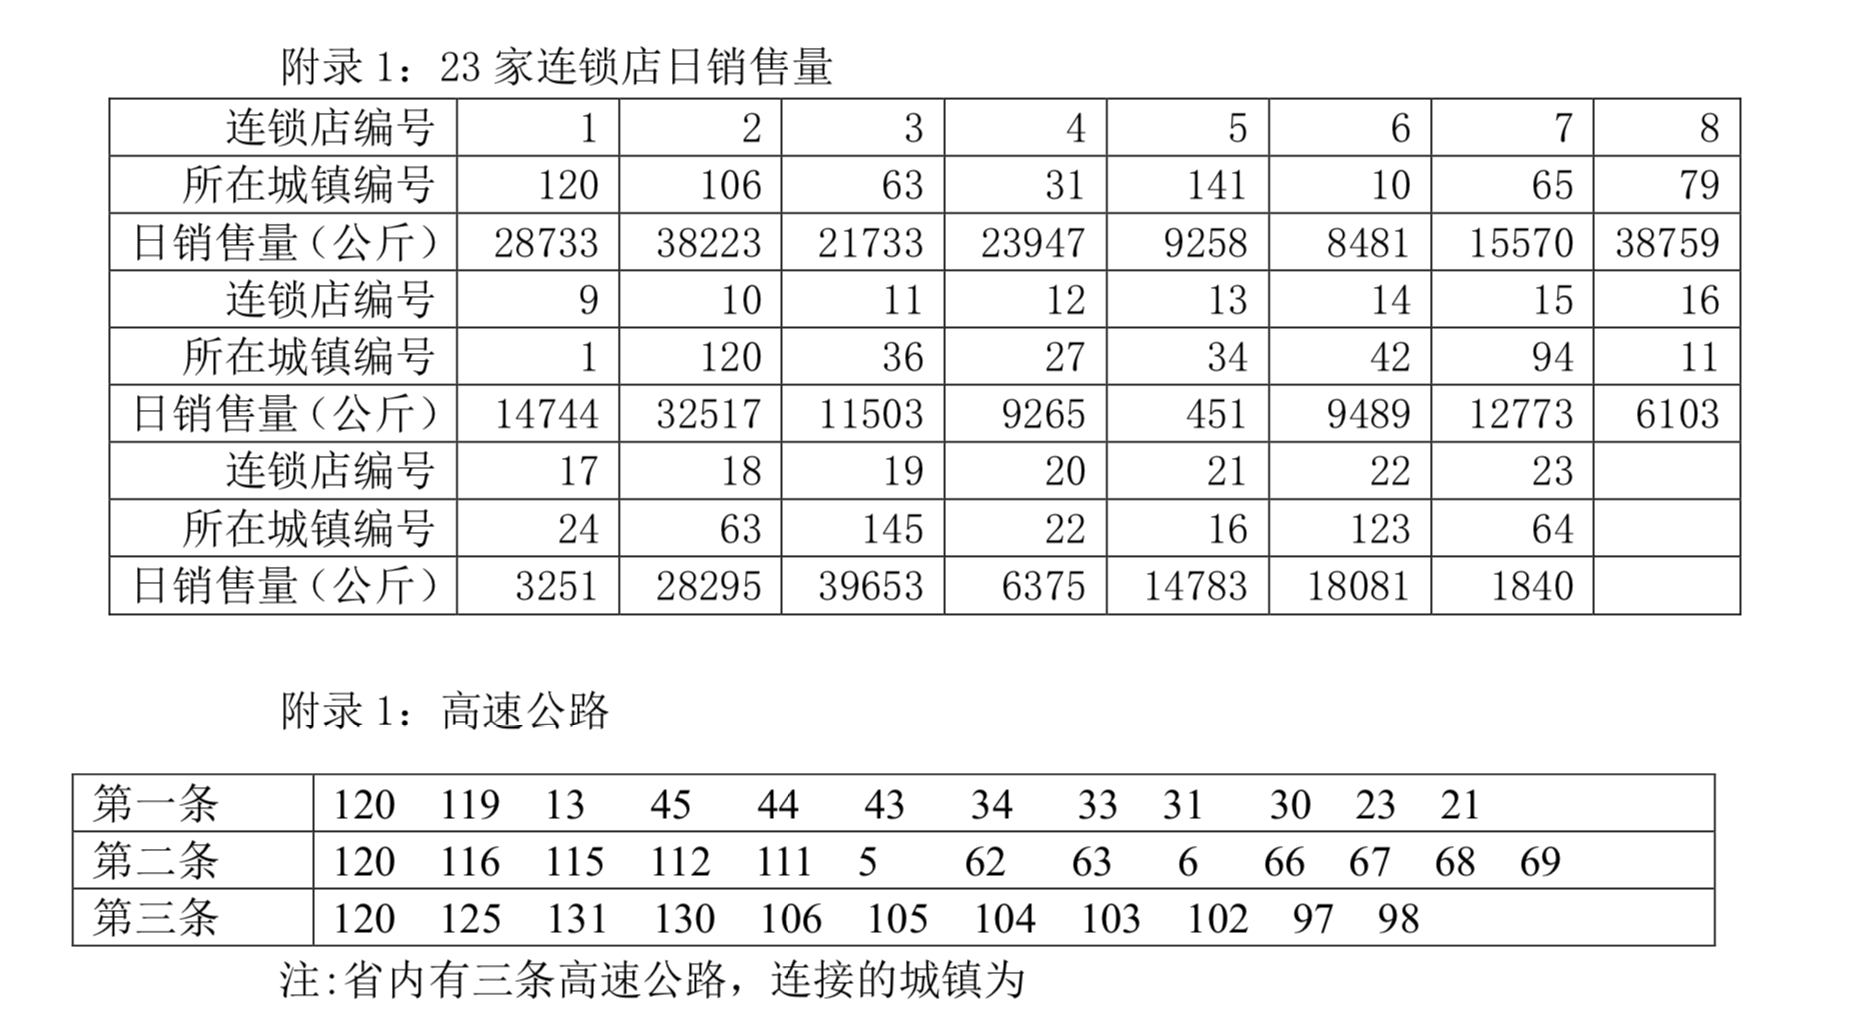 附录 1：23 家连锁店日销售量
连锁店编号 1 2 3 4 5 6 7 8
所在城镇编号 120 106 63 31 141 10 65 79
日销售量（公斤） 28733 38223 21733 23947 9258 8481 15570 38759
连锁店编号 9 10 11 12 13 14 15 16
所在城镇编号 1 120 36 27 34 42 94 11
日销售量（公斤） 14744 32517 11503 9265 451 9489 12773 6103
连锁店编号 17 18 19 20 21 22 23
所在城镇编号 24 63 145 22 16 123 64
日销售量（公斤） 3251 28295 39653 6375 14783 18081 1840
附录 1：高速公路
第一条 120 119 13 45 44 43 34 33 31 30 23 21
第二条 120 116 115 112 111 5 62 63 6 66 67 68 69
第三条 120 125 131 130 106 105 104 103 102 97 98
注:省内有三条高速公路，连接的城镇为